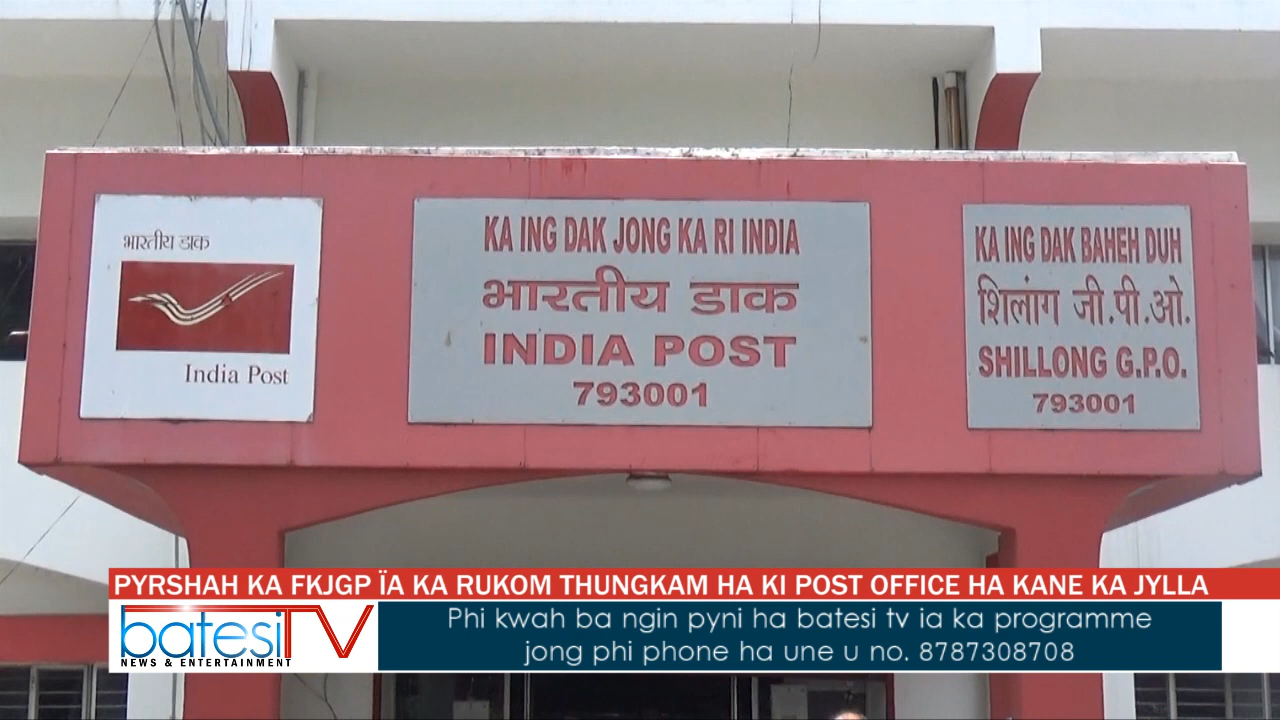 भारतीय डाक
India Post
KA ING DAK JONG KA RI INDIA
भारतीय डाक
INDIA POST
793001
KA ING DAK BAHEH DUH
शिलांग जी.पी.ओ.
SHILLONG G.P.O.
793001
PYRSHAH KA FKJGP ÏA KA RUKOM THUNGKAM HA KI POST OFFICE HA KANE KA JYLLA
batesi TV
NEWS & ENTERTAINMENT
Phi kwah ba ngin pyni ha batesi tv ia ka programme
jong phi phone ha une u no. 8787308708